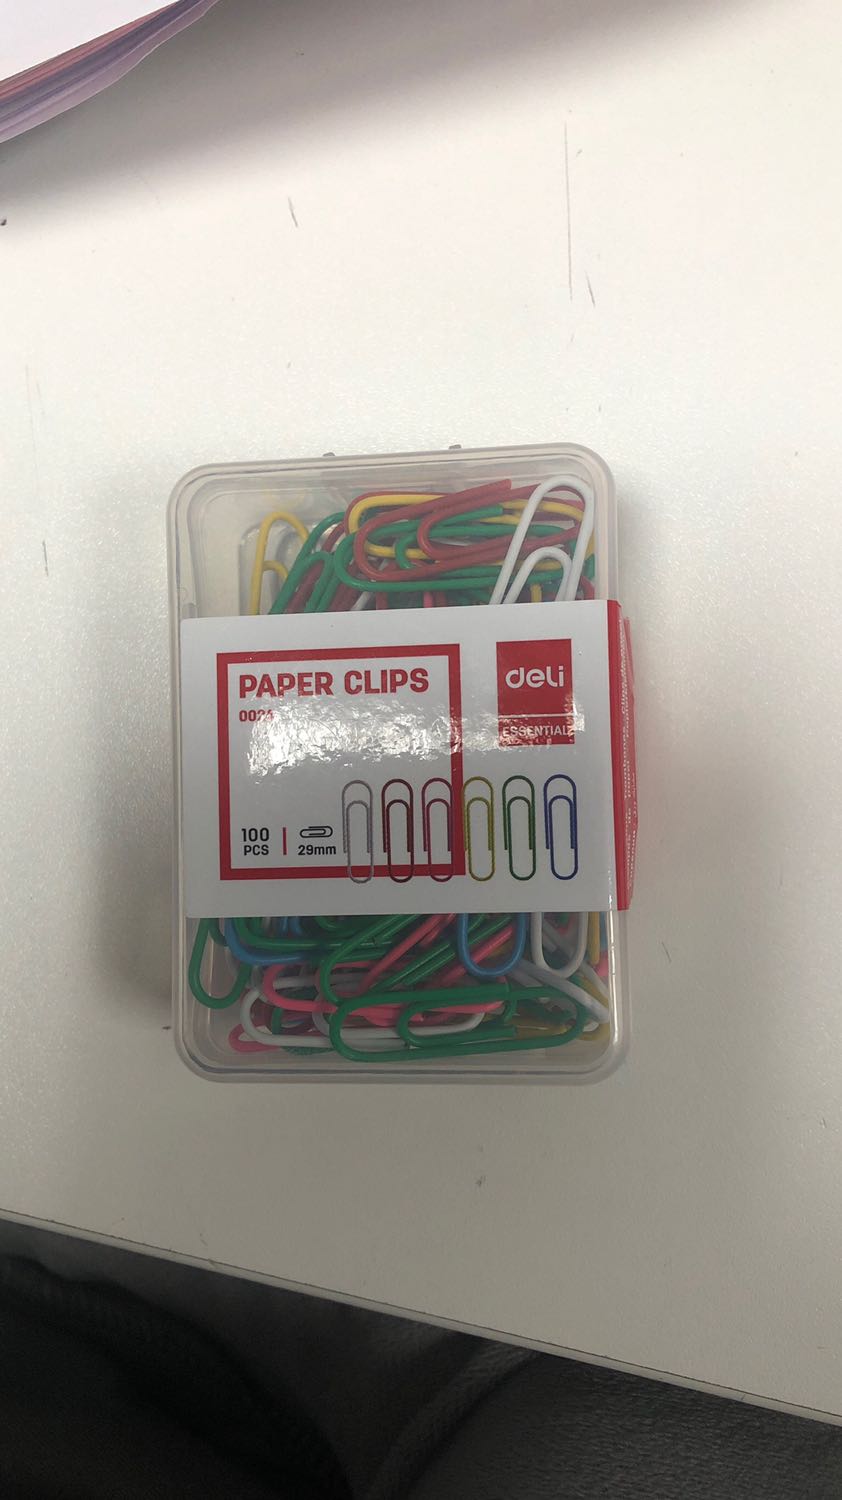 PAPER CLIPS
deli
ESSENTIAL
100
PCS
29mm